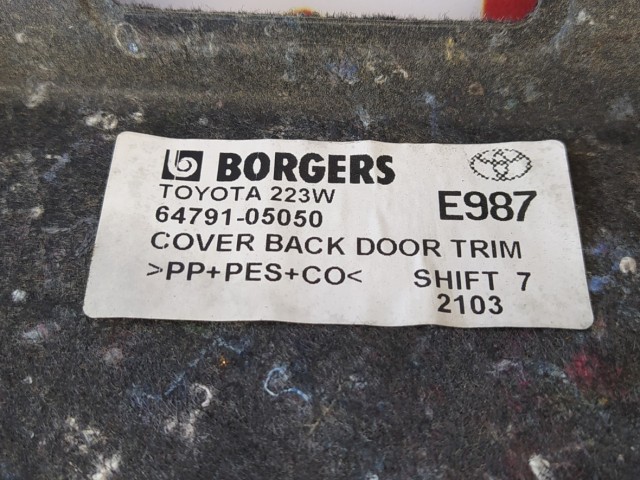 BORGERS
TOYOTA 223W
64791-05050
E987
COVER BACK DOOR TRIM
>PP+PES+CO< SHIFT 7
2103